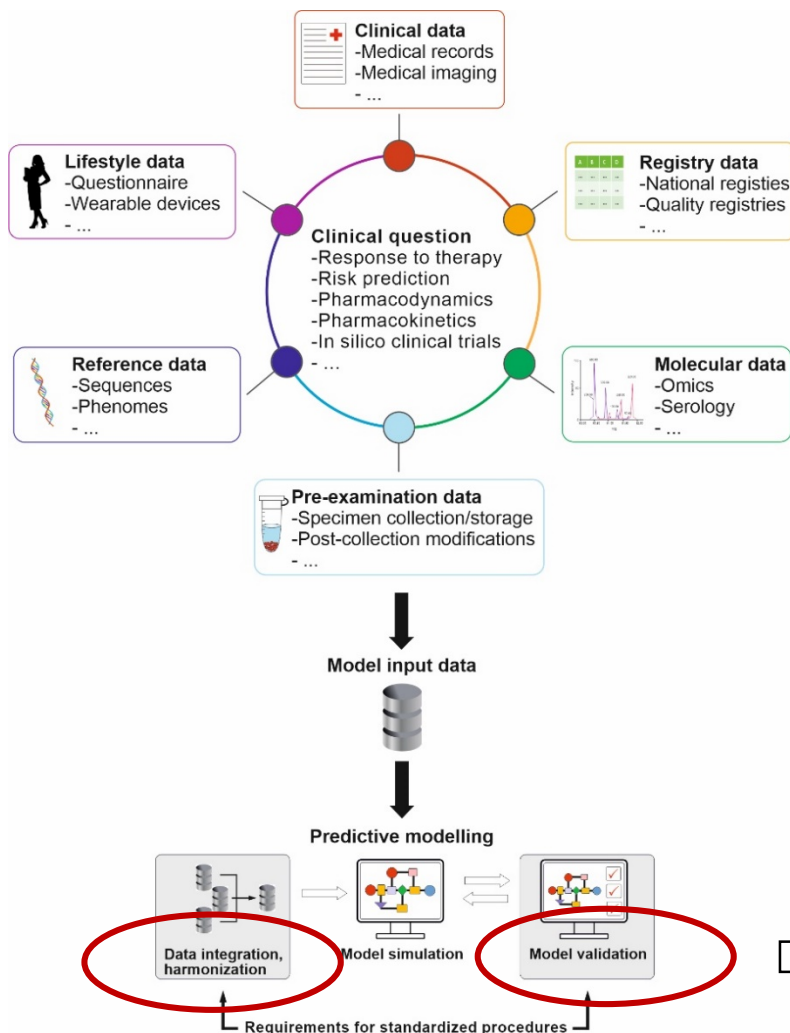 Clinical data
-Medical records
-Medical imaging
- ...
Lifestyle data
-Questionnaire
-Wearable devices
- ...
Registry data
-National registies
-Quality registries
- ...
A B C D
Clinical question
-Response to therapy
-Risk prediction
-Pharmacodynamics
-Pharmacokinetics
-In silico clinical trials
- ...
Reference data
-Sequences
-Phenomes
- ...
Molecular data
-Omics
-Serology
- ...
Pre-examination data
-Specimen collection/storage
-Post-collection modifications
- ...
Model input data
Predictive modelling
Data integration,
harmonization
Model simulation
Model validation
Requirements for standardized procedures